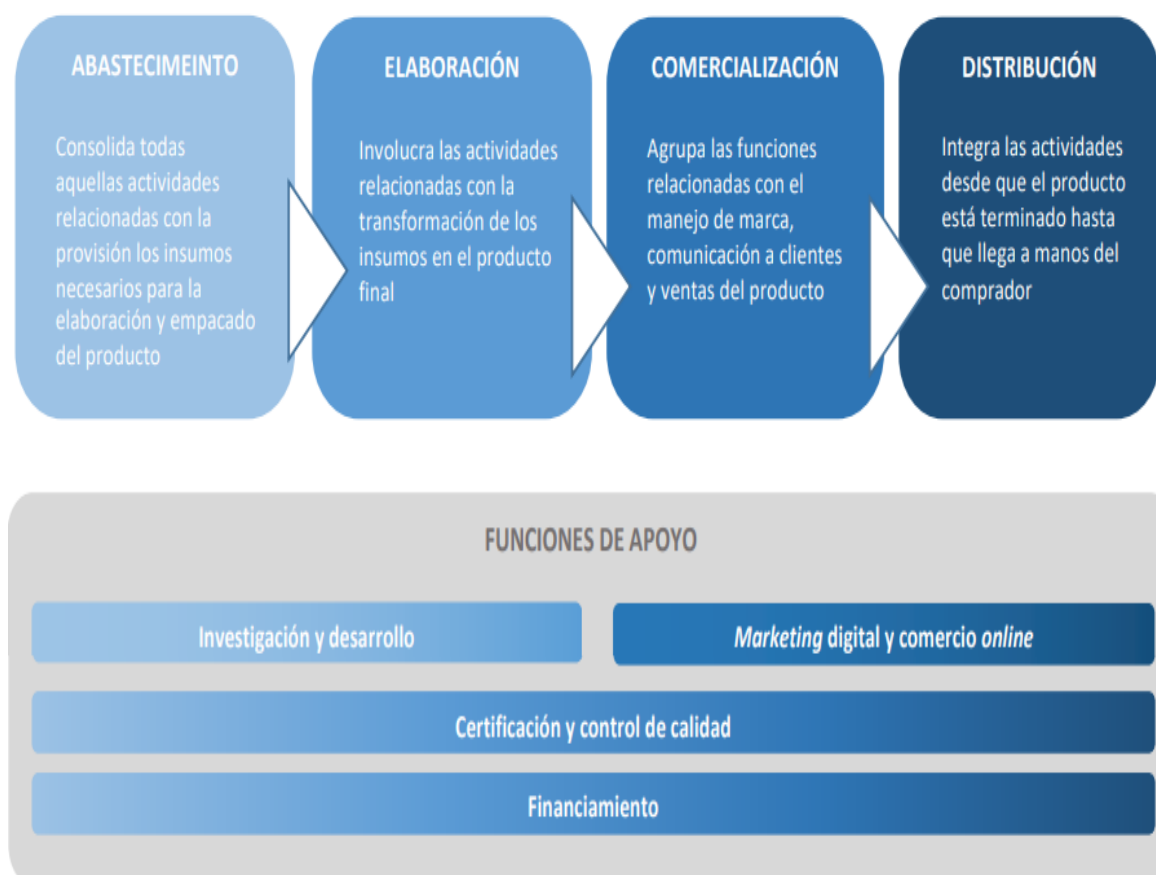 ABASTECIMEINTO
Consolida todas
aquellas actividades
relacionadas con la
provisión los insumos
necesarios para la
elaboración y empacado
del producto
ELABORACIÓN
Involucra las actividades
relacionadas con la
transformación de los
insumos en el producto
final
COMERCIALIZACIÓN
Agrupa las funciones
relacionadas con el
manejo de marca,
comunicación a clientes
y ventas del producto
DISTRIBUCIÓN
Integra las actividades
desde que el producto
está terminado hasta
que llega a manos del
comprador
FUNCIONES DE APOYO
Investigación y desarrollo
Marketing digital y comercio online
Certificación y control de calidad
Financiamiento